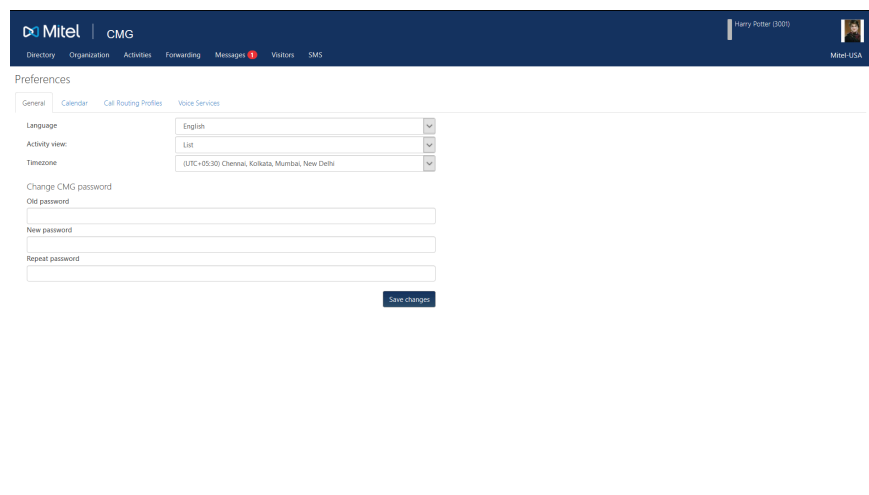 Mitel | CMG
Harry Potter (3001)
Directory Organization Activities Forwarding Messages 1 Visitors SMS
Mitel-USA
Preferences
General Calendar Call Routing Profiles Voice Services
Language English
Activity view: List
Timezone (UTC+05:30) Chennai, Kolkata, Mumbai, New Delhi
Change CMG password
Old password
New password
Repeat password
Save changes